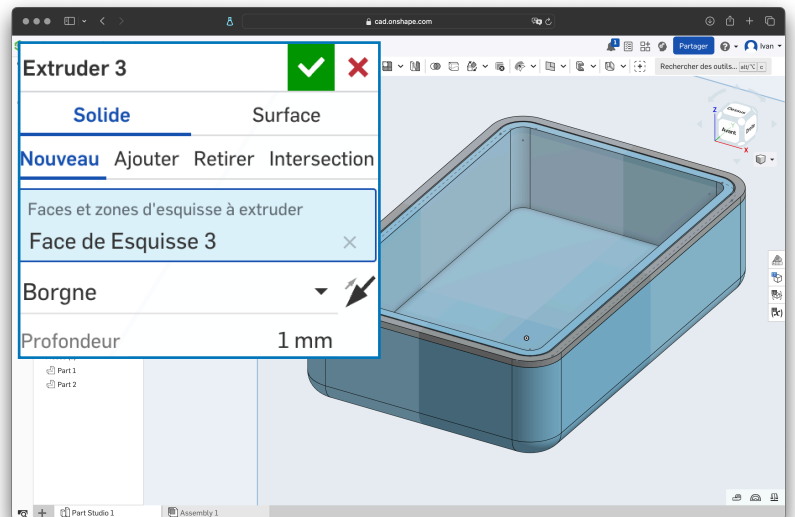 cad.onshape.com
1
Partager
Ivan
Extruder 3
Rechercher des outils... alt/⌥ c
Solide Surface
Nouveau Ajouter Retirer Intersection
Faces et zones d'esquisse à extruder
Face de Esquisse 3
Borgne
Profondeur 1 mm
Z
Avant
Droite
X
Part 1
Part 2
Part Studio 1
Assembly 1